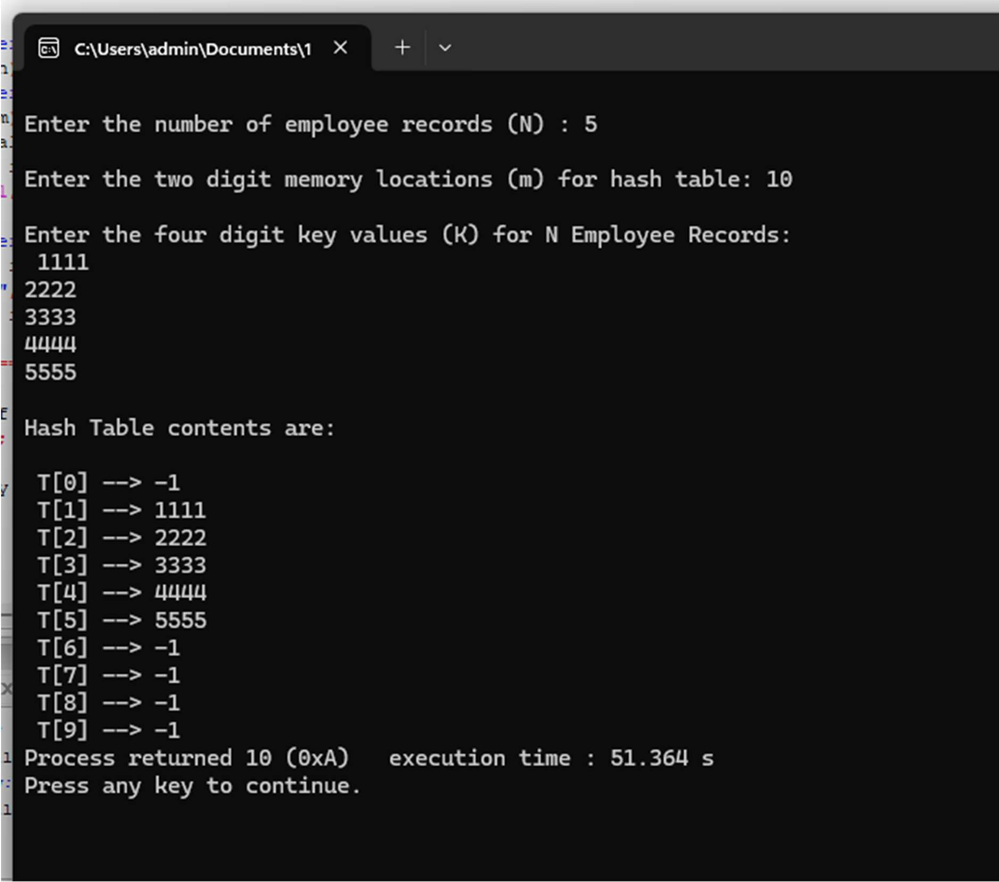 C:\Users\admin\Documents\1
Enter the number of employee records (N) : 5
Enter the two digit memory locations (m) for hash table: 10
Enter the four digit key values (K) for N Employee Records:
1111
2222
3333
4444
5555
Hash Table contents are:
T[0] --> -1
T[1] --> 1111
T[2] --> 2222
T[3] --> 3333
T[4] --> 4444
T[5] --> 5555
T[6] --> -1
T[7] --> -1
T[8] --> -1
T[9] --> -1
Process returned 10 (0xA)   execution time : 51.364 s
Press any key to continue.